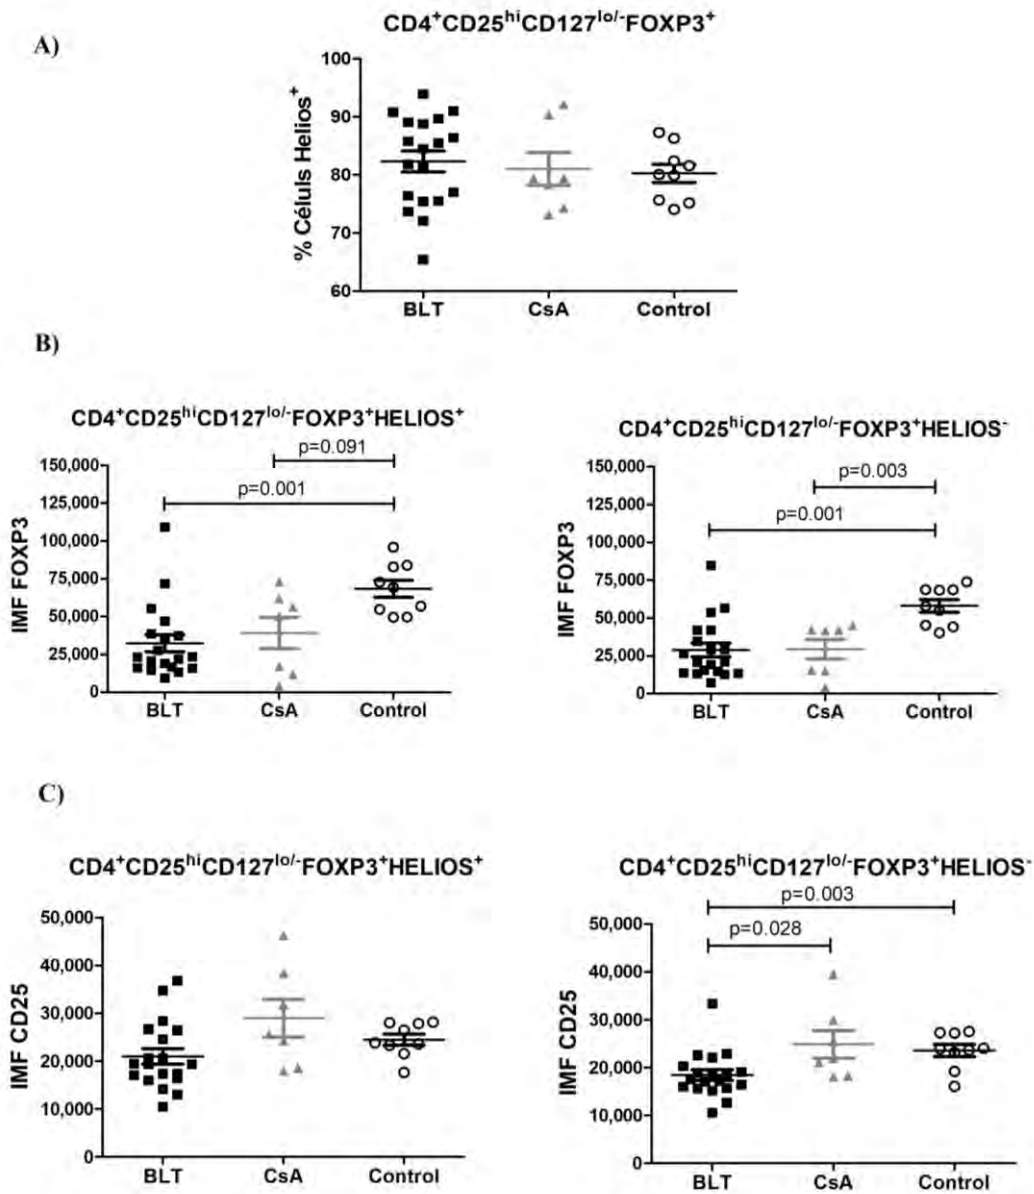 A)
CD4⁺CD25ʰⁱCD127ˡᵒ/⁻FOXP3⁺
% Céluls Helios⁺
100
90
80
70
60
BLT CsA Control
B)
CD4⁺CD25ʰⁱCD127ˡᵒ/⁻FOXP3⁺HELIOS⁺
p=0.091
p=0.001
IMF FOXP3
150,000
125,000
100,000
75,000
50,000
25,000
0
BLT CsA Control
CD4⁺CD25ʰⁱCD127ˡᵒ/⁻FOXP3⁺HELIOS⁻
p=0.003
p=0.001
IMF FOXP3
150,000
125,000
100,000
75,000
50,000
25,000
0
BLT CsA Control
C)
CD4⁺CD25ʰⁱCD127ˡᵒ/⁻FOXP3⁺HELIOS⁺
IMF CD25
50,000
40,000
30,000
20,000
10,000
0
BLT CsA Control
CD4⁺CD25ʰⁱCD127ˡᵒ/⁻FOXP3⁺HELIOS⁻
p=0.003
p=0.028
IMF CD25
50,000
40,000
30,000
20,000
10,000
0
BLT CsA Control